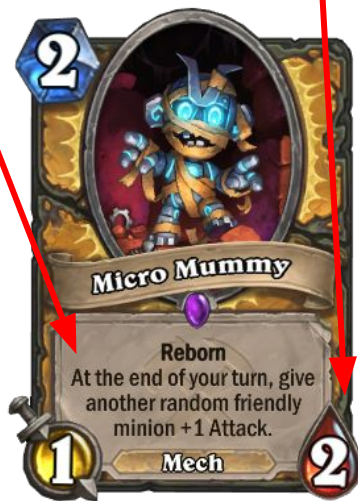 2
Micro Mummy
Reborn
At the end of your turn, give
another random friendly
minion +1 Attack.
1
Mech
2